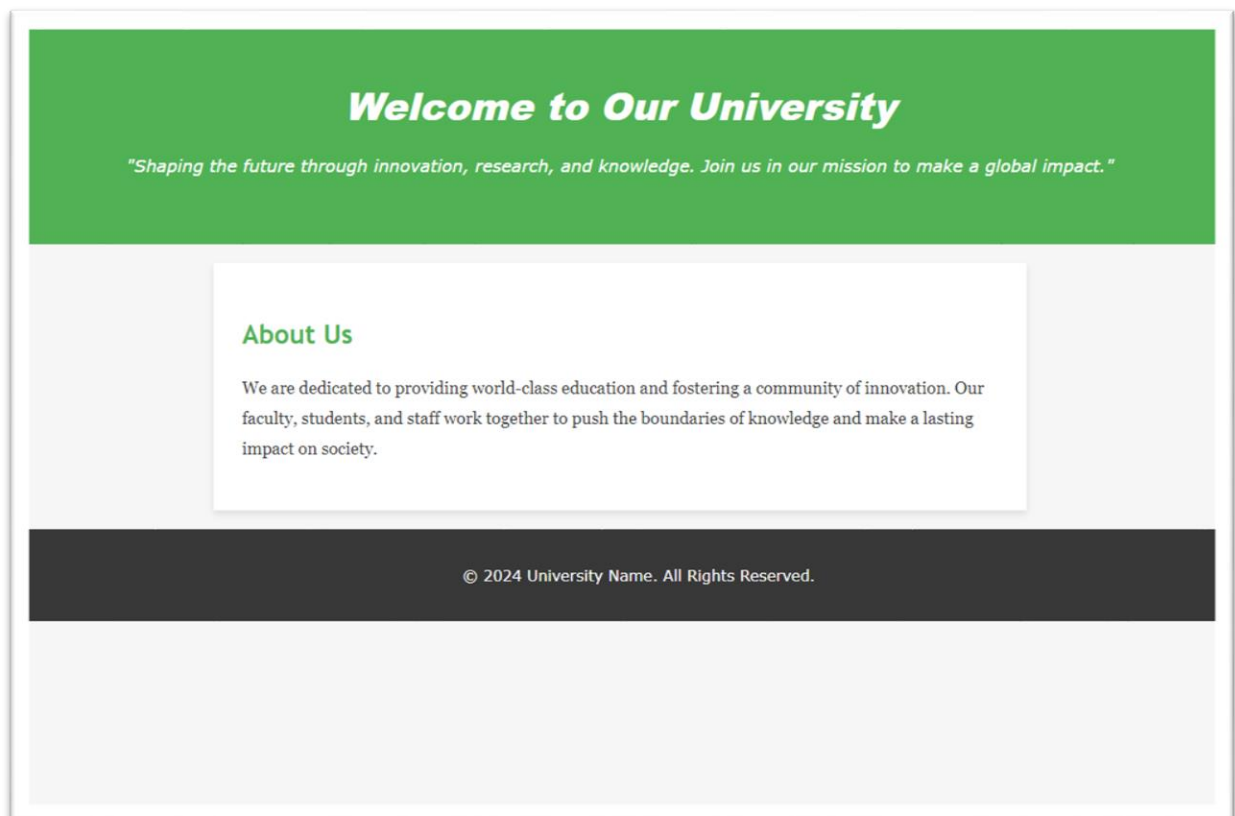 Welcome to Our University
"Shaping the future through innovation, research, and knowledge. Join us in our mission to make a global impact."
About Us
We are dedicated to providing world-class education and fostering a community of innovation. Our
faculty, students, and staff work together to push the boundaries of knowledge and make a lasting
impact on society.
© 2024 University Name. All Rights Reserved.